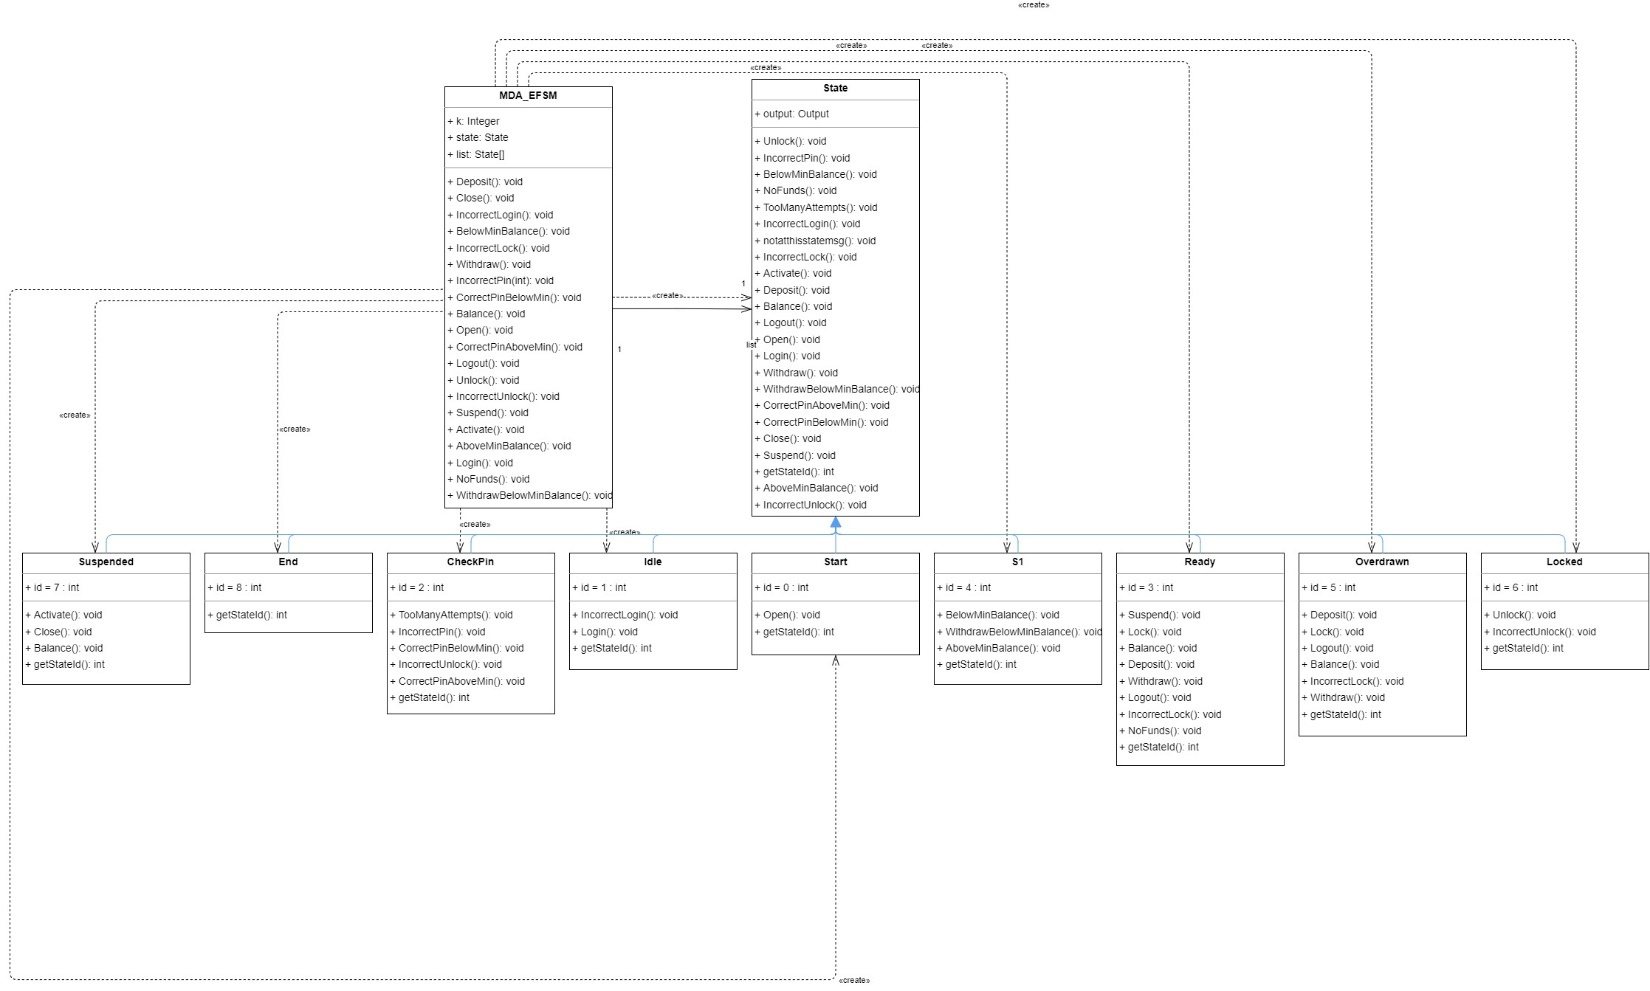 «create»
«create»
«create»
«create»
MDA_EFSM
+ k: Integer
+ state: State
+ list: State[]
+ Deposit(): void
+ Close(): void
+ IncorrectLogin(): void
+ BelowMinBalance(): void
+ IncorrectLock(): void
+ Withdraw(): void
+ IncorrectPin(int): void
+ CorrectPinBelowMin(): void
+ Balance(): void
+ Open(): void
+ CorrectPinAboveMin(): void
+ Logout(): void
+ Unlock(): void
+ IncorrectUnlock(): void
+ Suspend(): void
+ Activate(): void
+ AboveMinBalance(): void
+ Login(): void
+ NoFunds(): void
+ WithdrawBelowMinBalance(): void
State
+ output: Output
+ Unlock(): void
+ IncorrectPin(): void
+ BelowMinBalance(): void
+ NoFunds(): void
+ TooManyAttempts(): void
+ IncorrectLogin(): void
+ notatthisstatemsg(): void
+ IncorrectLock(): void
+ Activate(): void
+ Deposit(): void
+ Balance(): void
+ Logout(): void
+ Open(): void
+ Login(): void
+ Withdraw(): void
+ WithdrawBelowMinBalance(): void
+ CorrectPinAboveMin(): void
+ CorrectPinBelowMin(): void
+ Close(): void
+ Suspend(): void
+ getStateId(): int
+ AboveMinBalance(): void
+ IncorrectUnlock(): void
1
«create»
1
list
«create»
«create»
«create»
«create»
Suspended
+ id = 7 : int
+ Activate(): void
+ Close(): void
+ Balance(): void
+ getStateId(): int
End
+ id = 8 : int
+ getStateId(): int
CheckPin
+ id = 2 : int
+ TooManyAttempts(): void
+ IncorrectPin(): void
+ CorrectPinBelowMin(): void
+ IncorrectUnlock(): void
+ CorrectPinAboveMin(): void
+ getStateId(): int
Idle
+ id = 1 : int
+ IncorrectLogin(): void
+ Login(): void
+ getStateId(): int
Start
+ id = 0 : int
+ Open(): void
+ getStateId(): int
S1
+ id = 4 : int
+ BelowMinBalance(): void
+ WithdrawBelowMinBalance(): void
+ AboveMinBalance(): void
+ getStateId(): int
Ready
+ id = 3 : int
+ Suspend(): void
+ Lock(): void
+ Balance(): void
+ Deposit(): void
+ Withdraw(): void
+ Logout(): void
+ IncorrectLock(): void
+ NoFunds(): void
+ getStateId(): int
Overdrawn
+ id = 5 : int
+ Deposit(): void
+ Lock(): void
+ Logout(): void
+ Balance(): void
+ IncorrectLock(): void
+ Withdraw(): void
+ getStateId(): int
Locked
+ id = 6 : int
+ Unlock(): void
+ IncorrectUnlock(): void
+ getStateId(): int
«create»